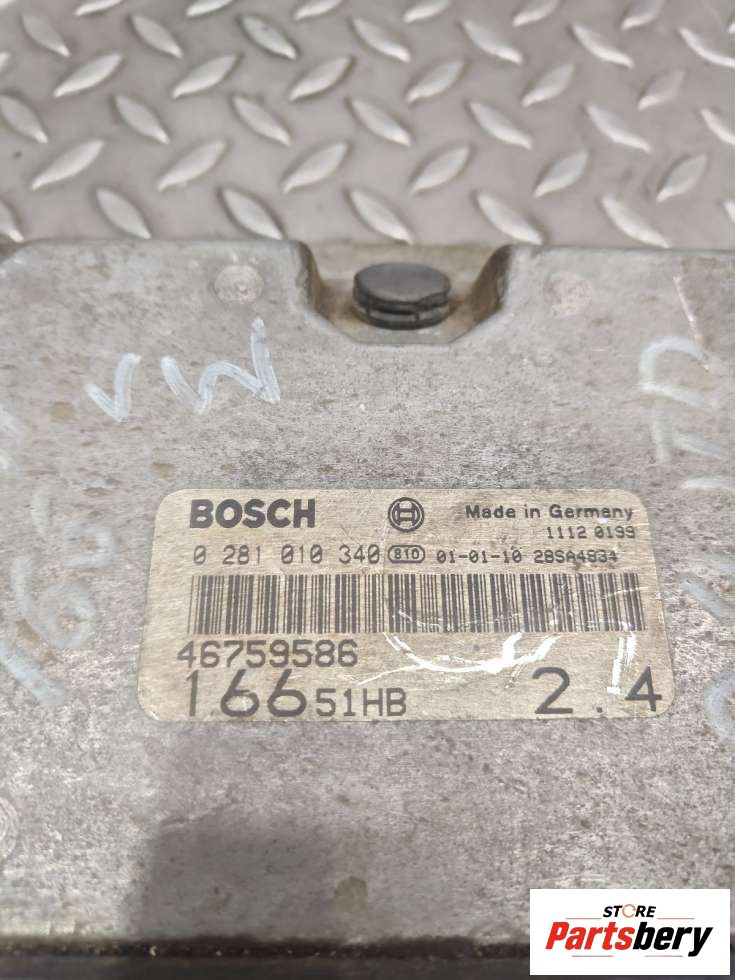 VW
166
BOSCH Made in Germany
1112 0199
0 281 010 340 810 01-01-10 28SA4834
46759586
16651HB 2.4
STORE
Partsbery